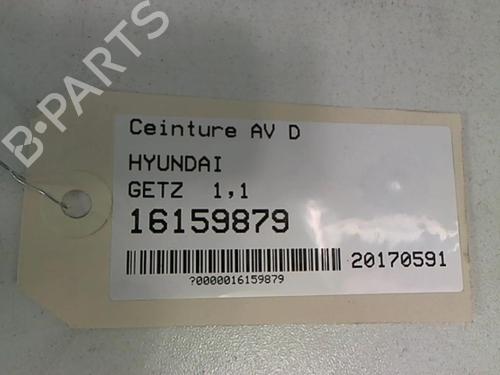 B-PARTS
Ceinture AV D
HYUNDAI
GETZ 1,1
16159879
20170591
?0000016159879